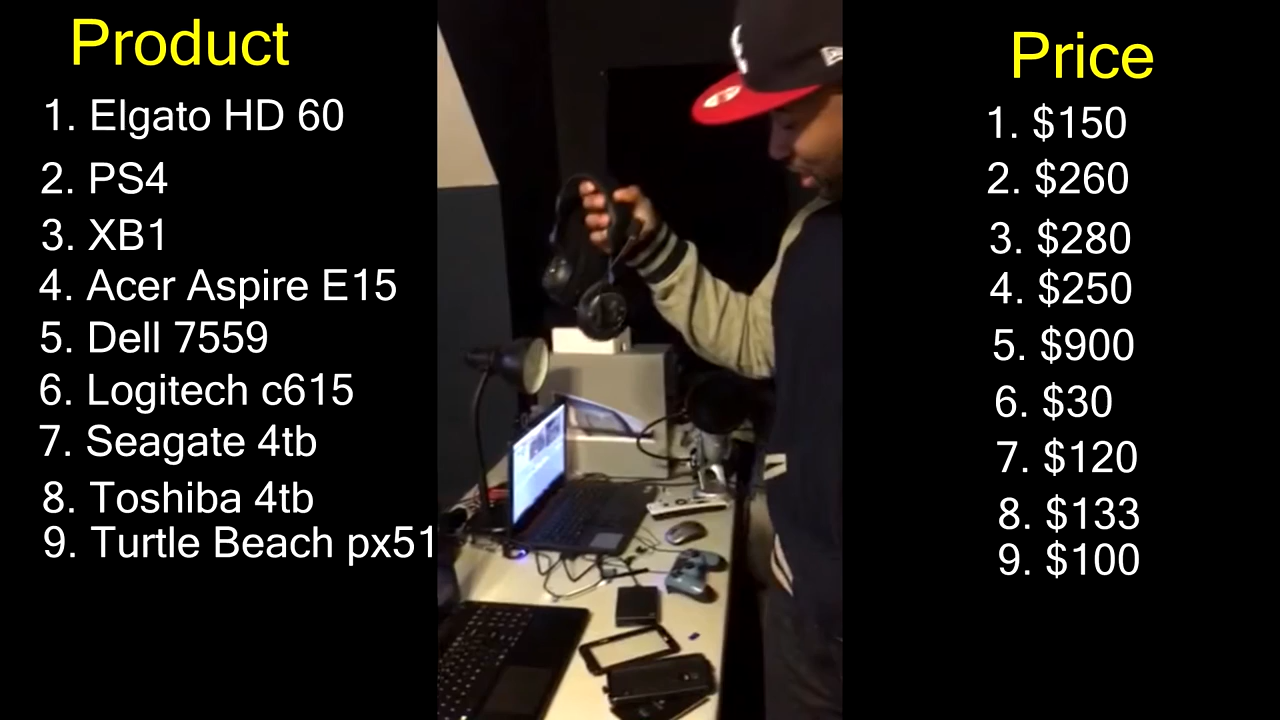 Product
1. Elgato HD 60
2. PS4
3. XB1
4. Acer Aspire E15
5. Dell 7559
6. Logitech c615
7. Seagate 4tb
8. Toshiba 4tb
9. Turtle Beach px51
Price
1. $150
2. $260
3. $280
4. $250
5. $900
6. $30
7. $120
8. $133
9. $100